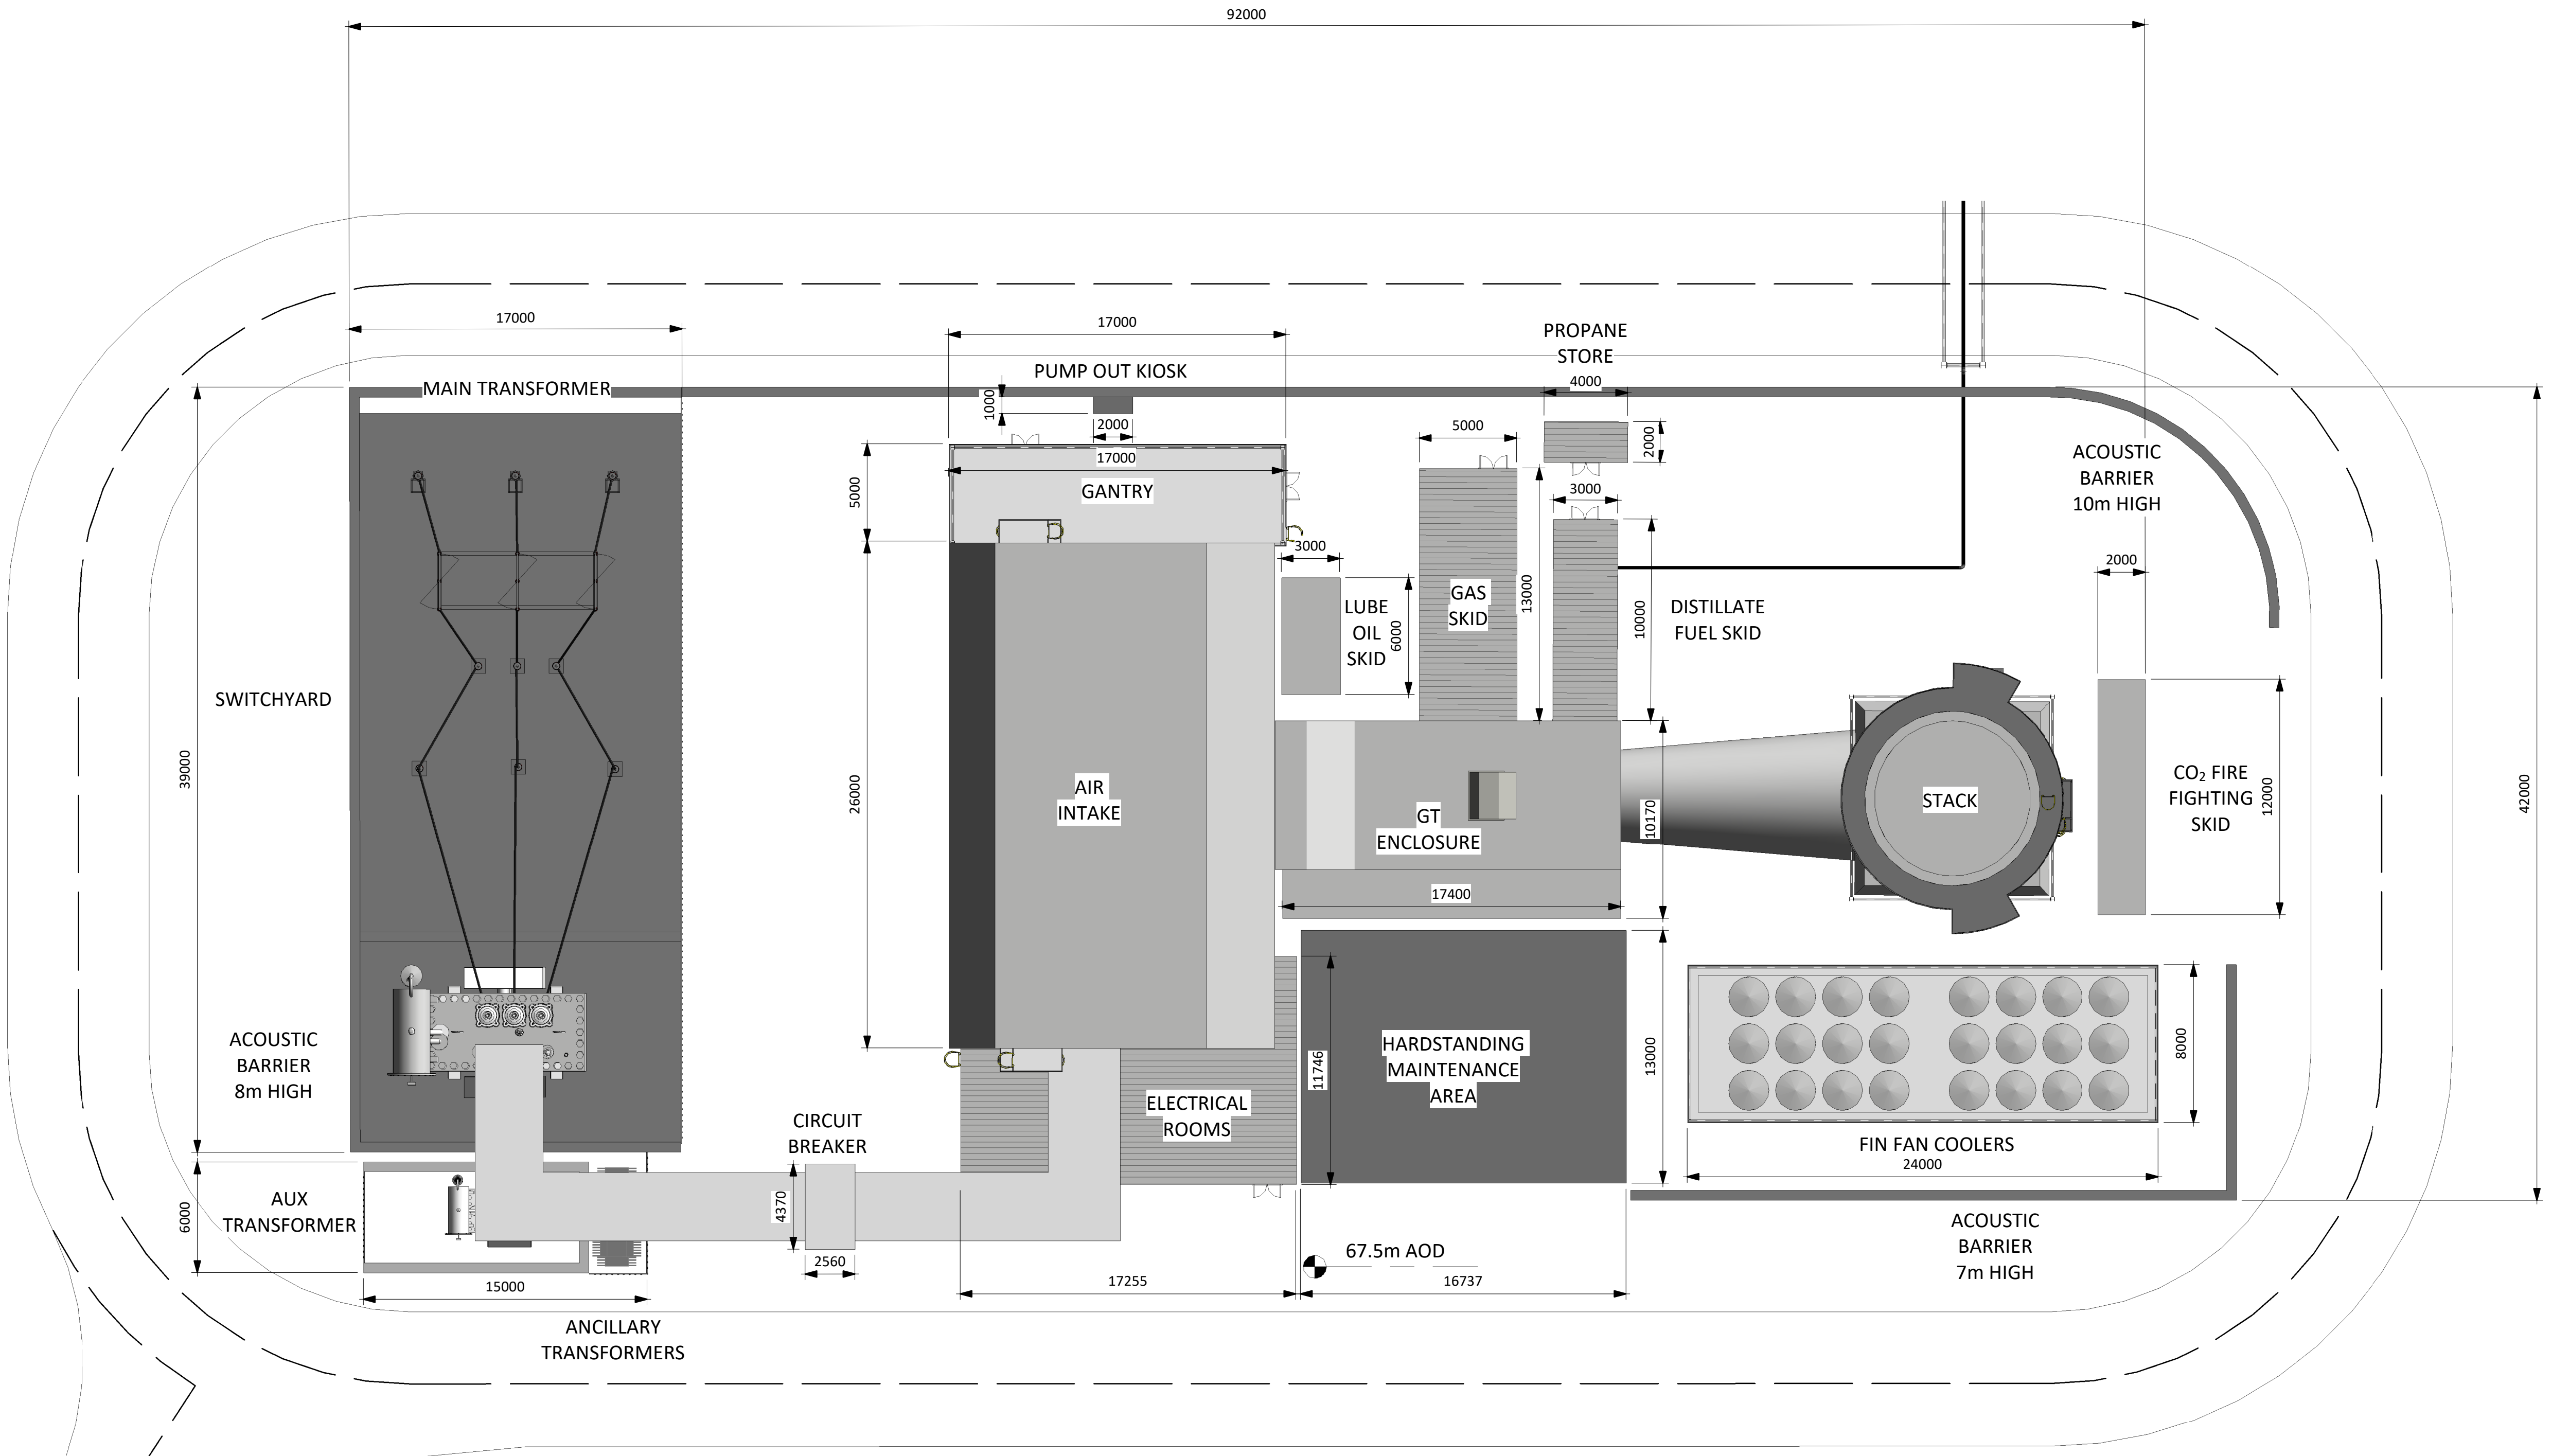 92000
17000
17000
PROPANE
STORE
PUMP OUT KIOSK
MAIN TRANSFORMER
4000
1000
2000
5000
2000
17000
GANTRY
5000
3000
ACOUSTIC
BARRIER
10m HIGH
3000
2000
LUBE
OIL
SKID
6000
GAS
SKID
13000
10000
DISTILLATE
FUEL SKID
SWITCHYARD
39000
26000
AIR
INTAKE
GT
ENCLOSURE
10170
STACK
CO₂ FIRE
FIGHTING
SKID
12000
42000
17400
ACOUSTIC
BARRIER
8m HIGH
HARDSTANDING
MAINTENANCE
AREA
11746
13000
8000
ELECTRICAL
ROOMS
CIRCUIT
BREAKER
FIN FAN COOLERS
24000
AUX
TRANSFORMER
6000
4370
2560
ACOUSTIC
BARRIER
7m HIGH
67.5m AOD
15000
17255
16737
ANCILLARY
TRANSFORMERS